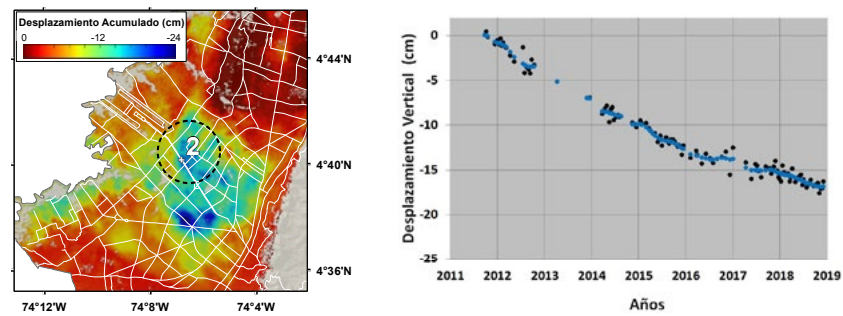 Desplazamiento Acumulado (cm)
0 -12 -24
2
4°44'N
4°40'N
4°36'N
74°12'W 74°8'W 74°4'W
Desplazamiento Vertical (cm)
0
-5
-10
-15
-20
-25
2011 2012 2013 2014 2015 2016 2017 2018 2019
Años